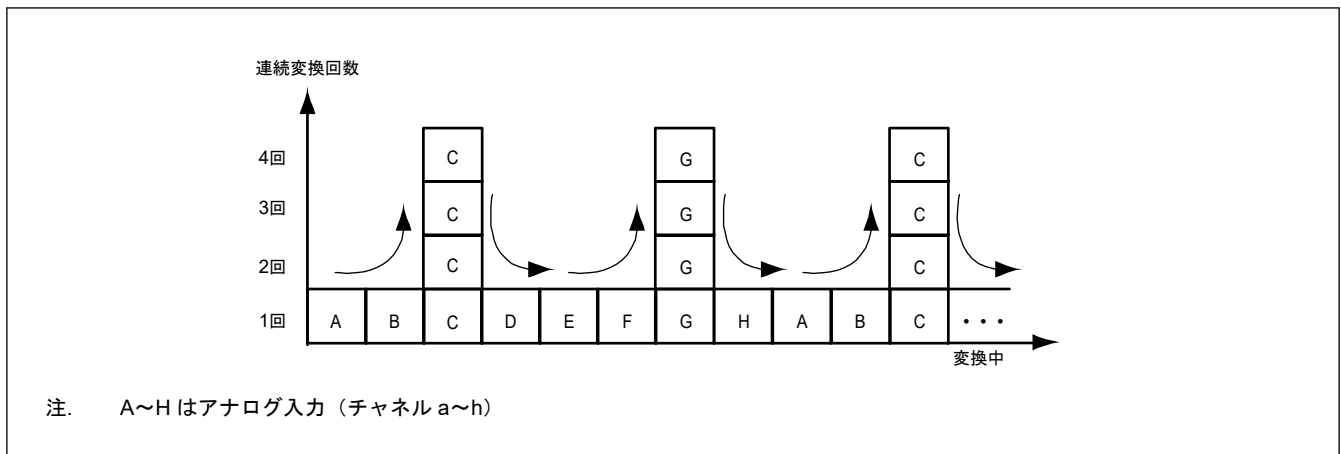 連続変換回数
4回 C G C
3回 C G C
2回 C G C
1回 A B C D E F G H A B C ・・・
変換中
注. A～H はアナログ入力（チャネル a～h）